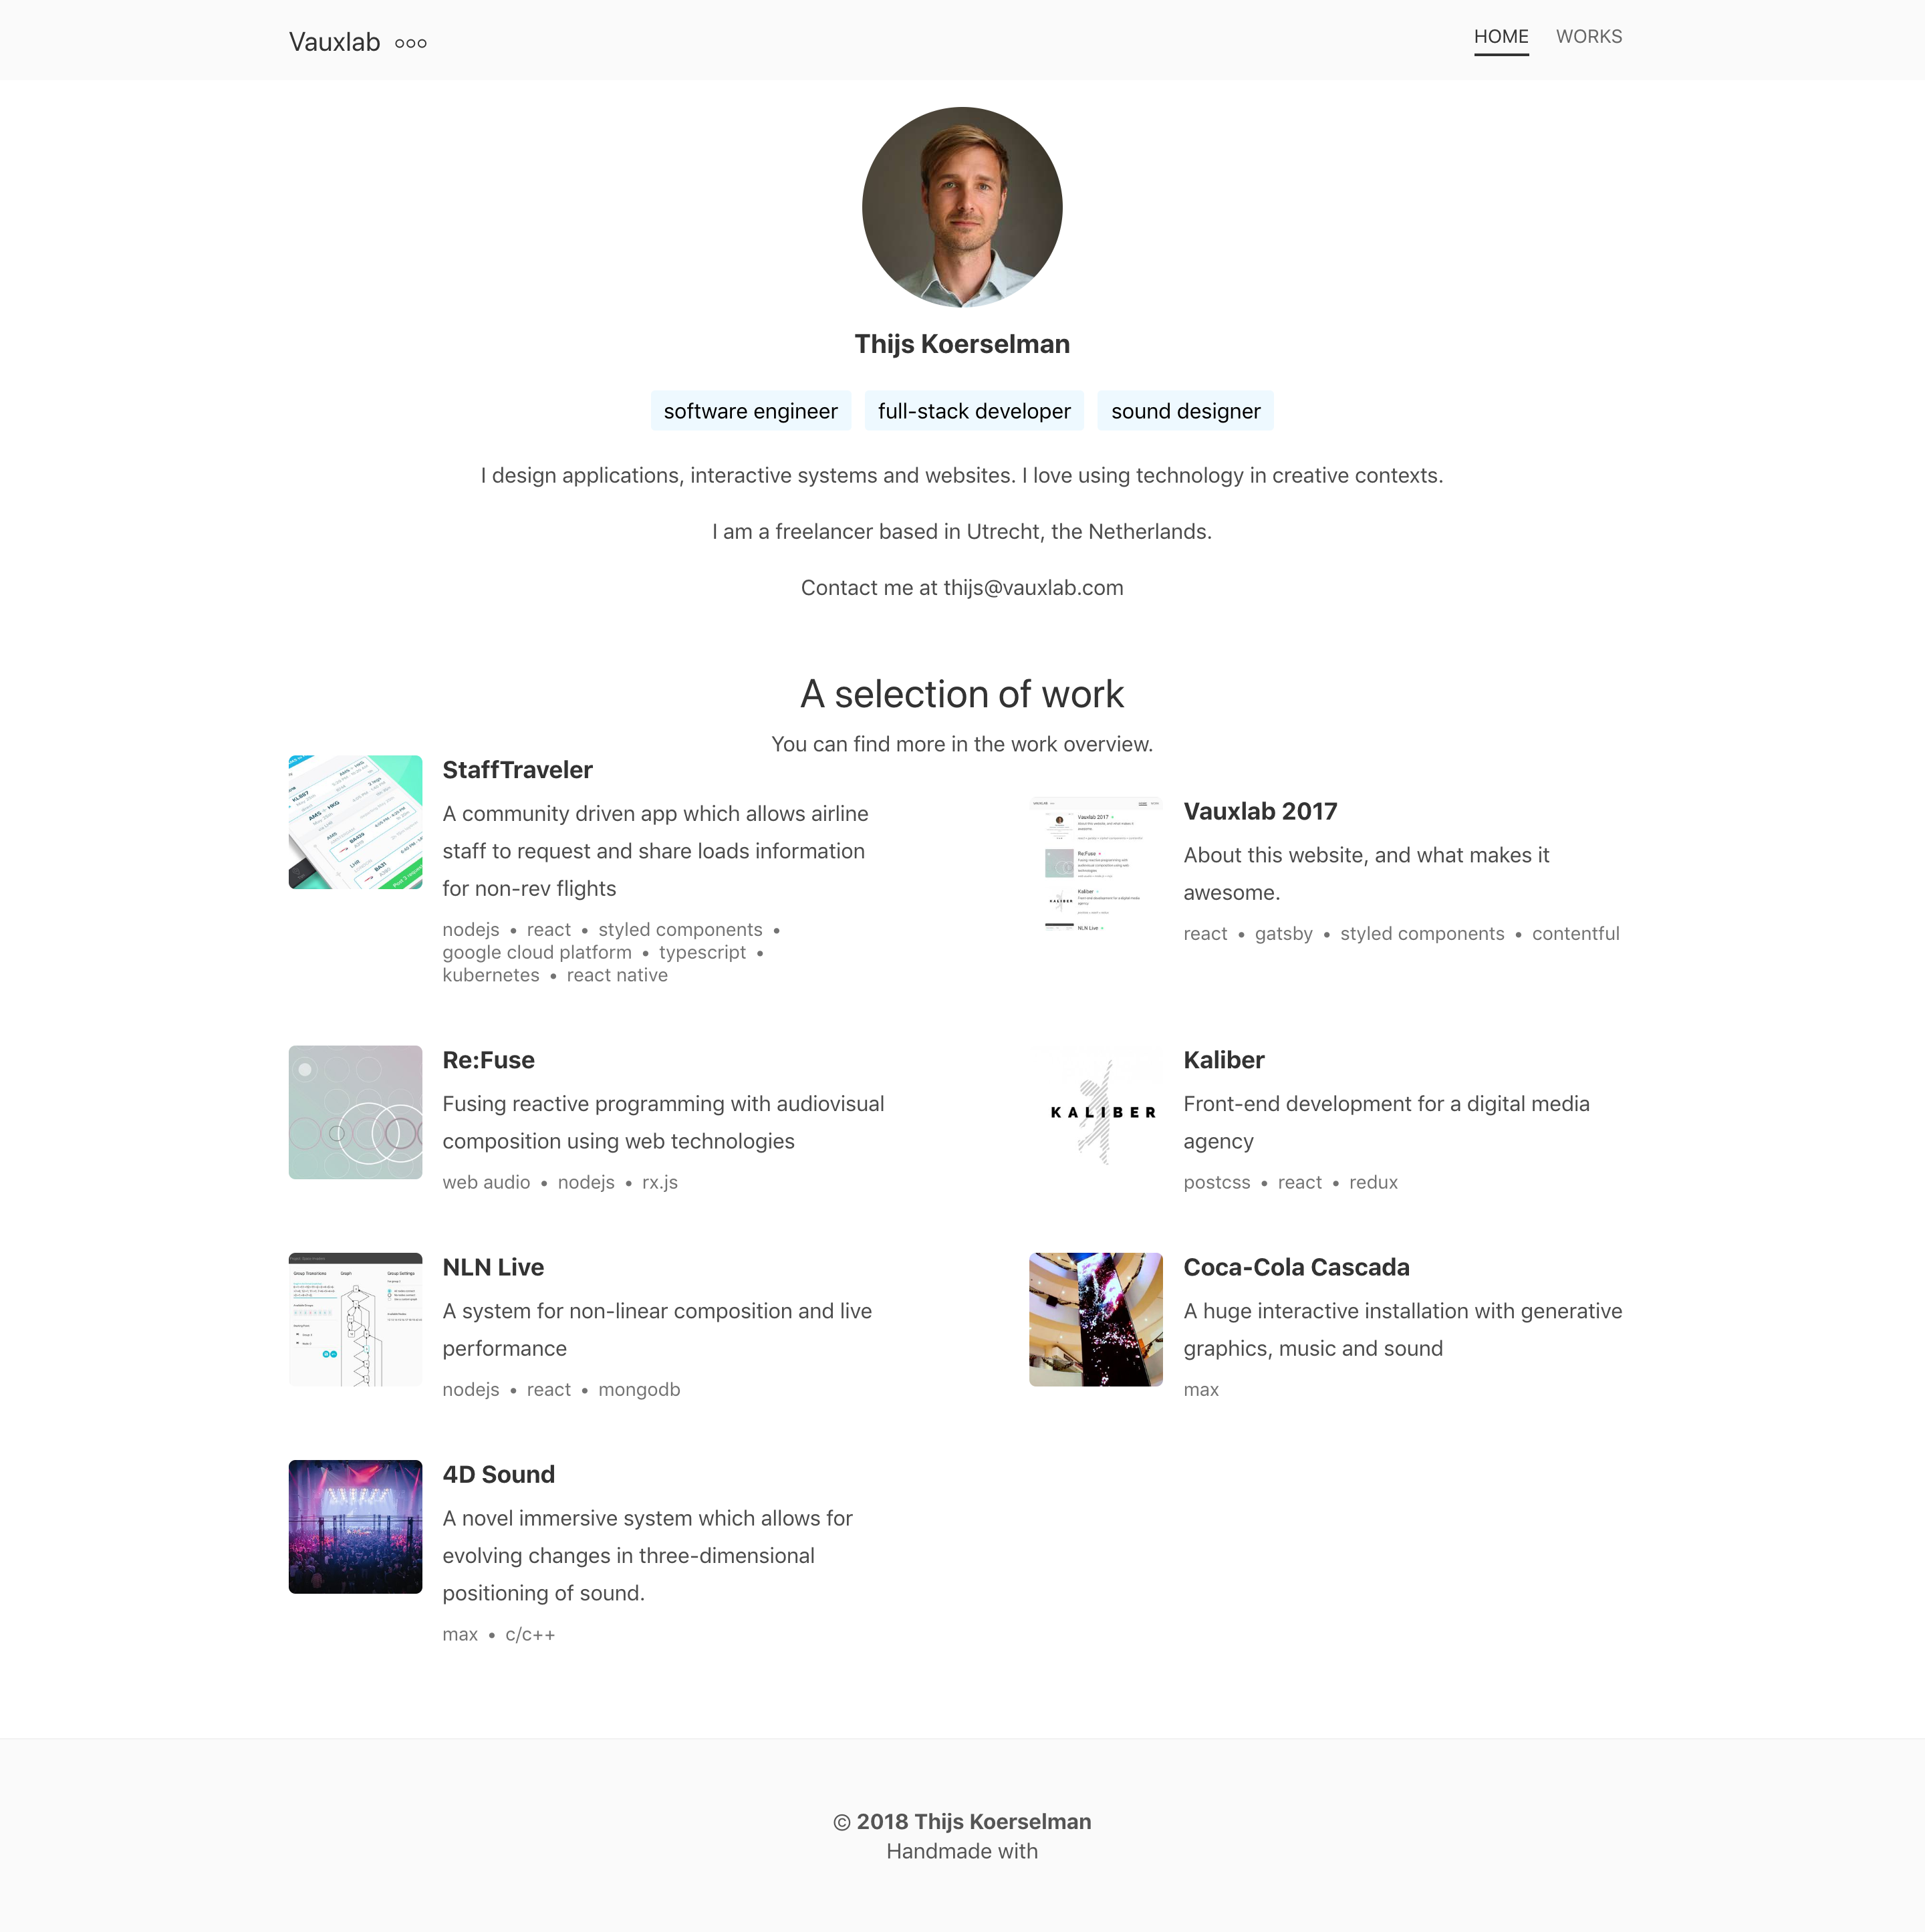 Vauxlab
HOME
WORKS
Thijs Koerselman
software engineer
full-stack developer
sound designer
I design applications, interactive systems and websites. I love using technology in creative contexts.
I am a freelancer based in Utrecht, the Netherlands.
Contact me at thijs@vauxlab.com
A selection of work
You can find more in the work overview.
StaffTraveler
A community driven app which allows airline
staff to request and share loads information
for non-rev flights
nodejs • react • styled components •
google cloud platform • typescript •
kubernetes • react native
Vauxlab 2017
About this website, and what makes it
awesome.
react • gatsby • styled components • contentful
Re:Fuse
Fusing reactive programming with audiovisual
composition using web technologies
web audio • nodejs • rx.js
KALIBER
Kaliber
Front-end development for a digital media
agency
postcss • react • redux
NLN Live
A system for non-linear composition and live
performance
nodejs • react • mongodb
Coca-Cola Cascada
A huge interactive installation with generative
graphics, music and sound
max
4D Sound
A novel immersive system which allows for
evolving changes in three-dimensional
positioning of sound.
max • c/c++
© 2018 Thijs Koerselman
Handmade with